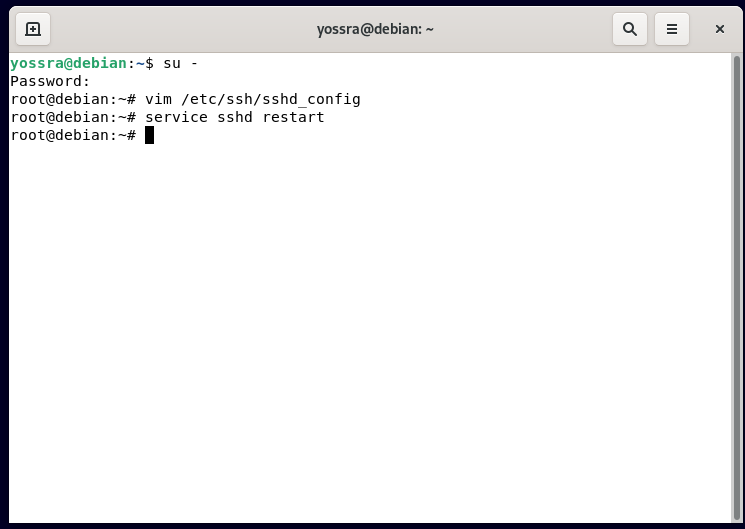 yossra@debian: ~
yossra@debian:~$ su -
Password:
root@debian:~# vim /etc/ssh/sshd_config
root@debian:~# service sshd restart
root@debian:~#